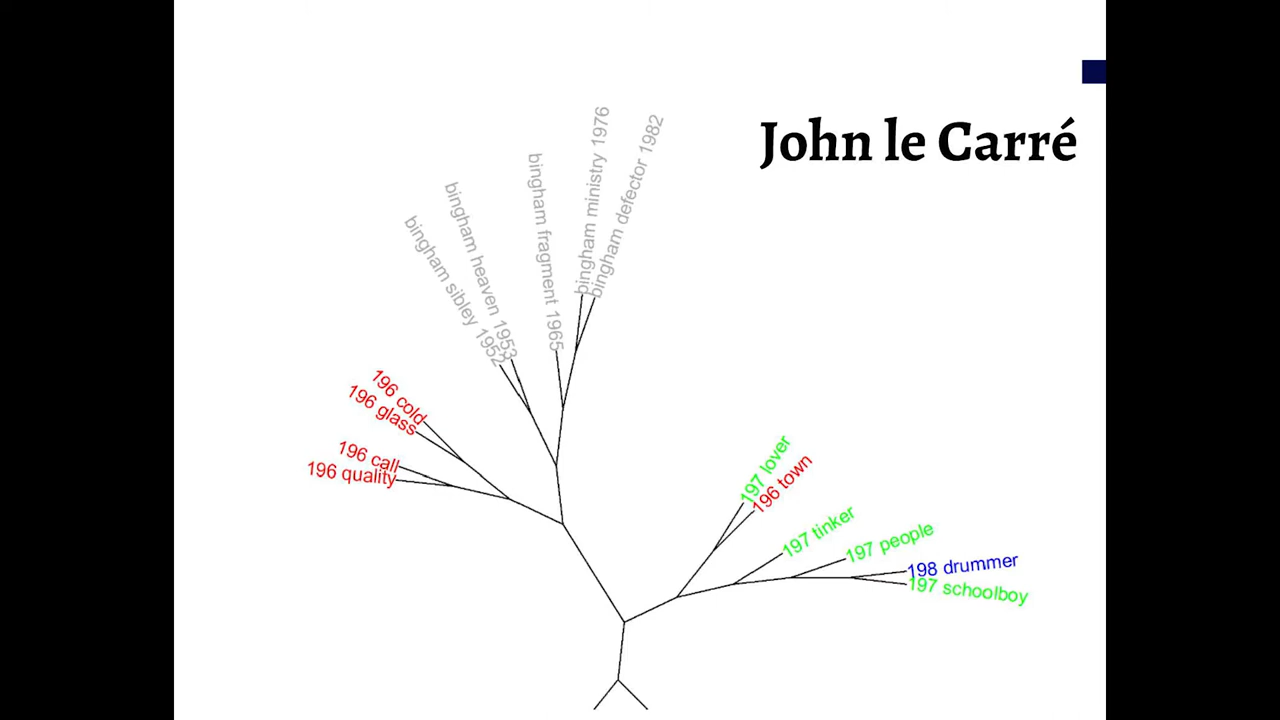 John le Carré
bingham ministry 1976
bingham defector 1982
bingham fragment 1965
bingham heaven 1953
bingham sibley 1952
196 cold
196 glass
196 call
196 quality
197 lover
196 town
197 tinker
197 people
198 drummer
197 schoolboy